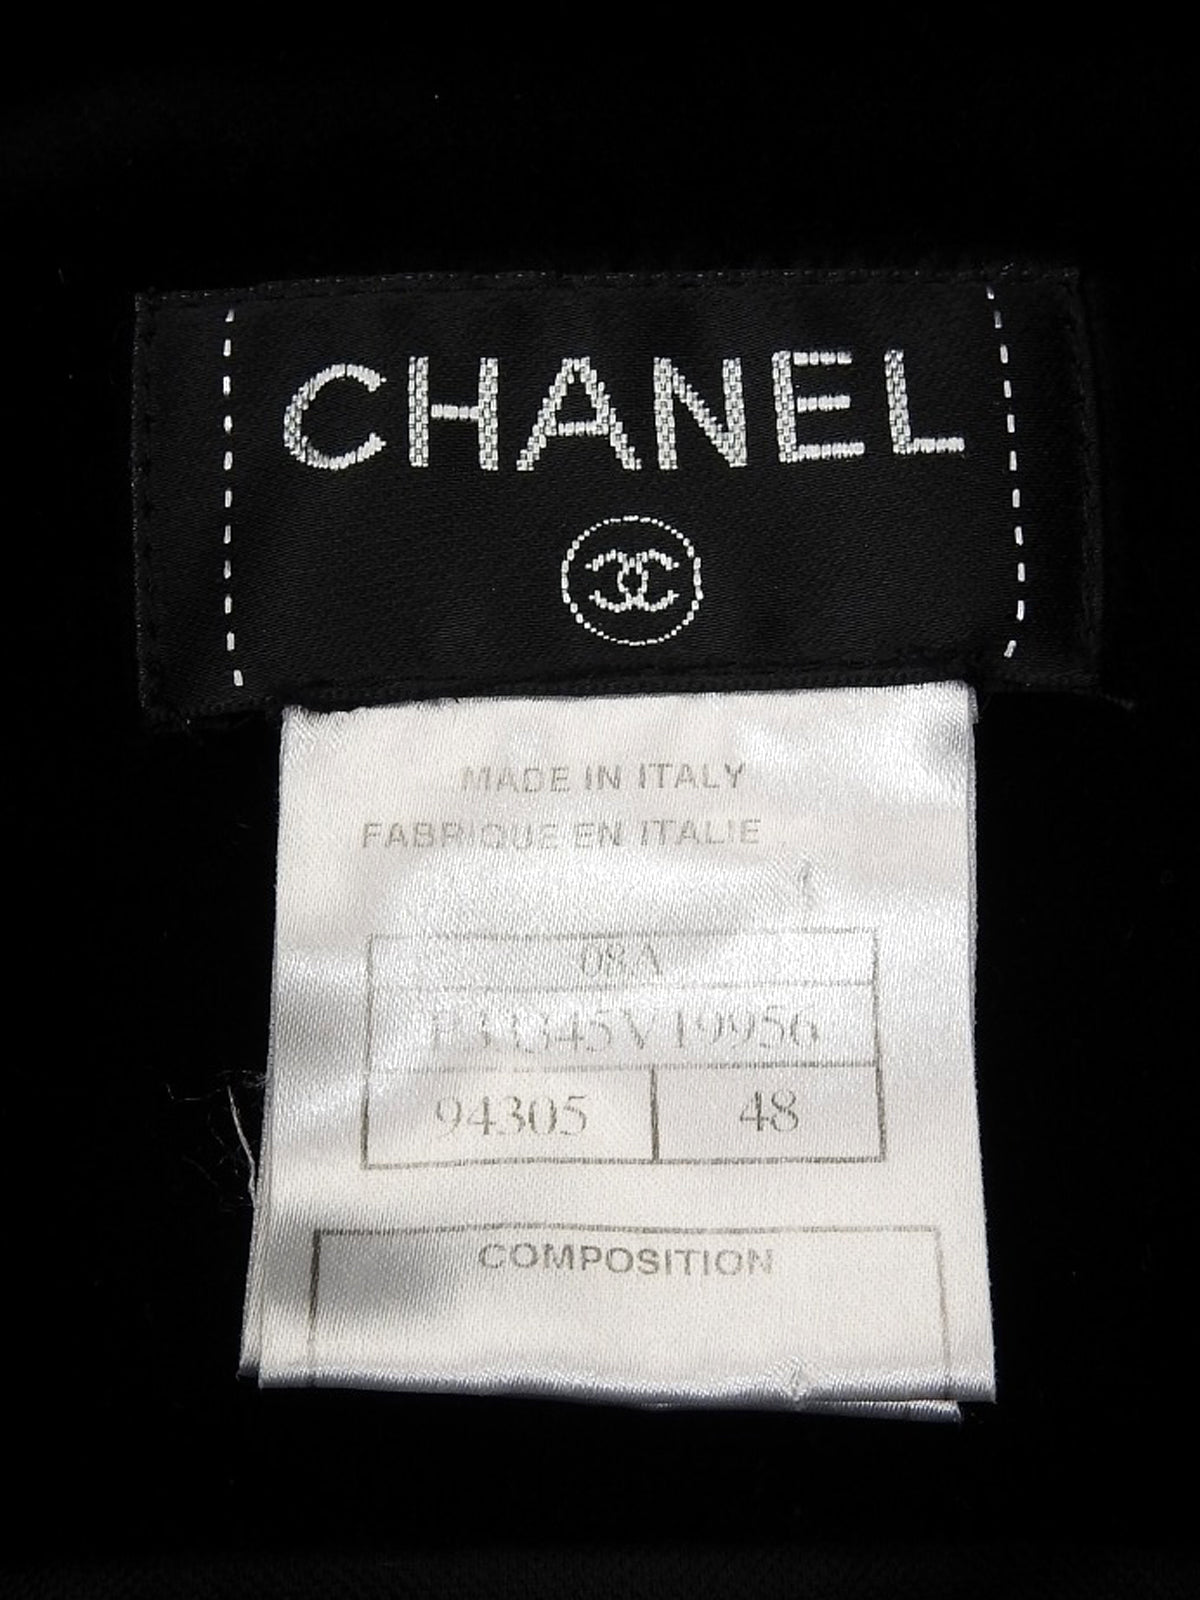 CHANEL
MADE IN ITALY
FABRIQUE EN ITALIE
08A
P33345V19956
94305 48
COMPOSITION